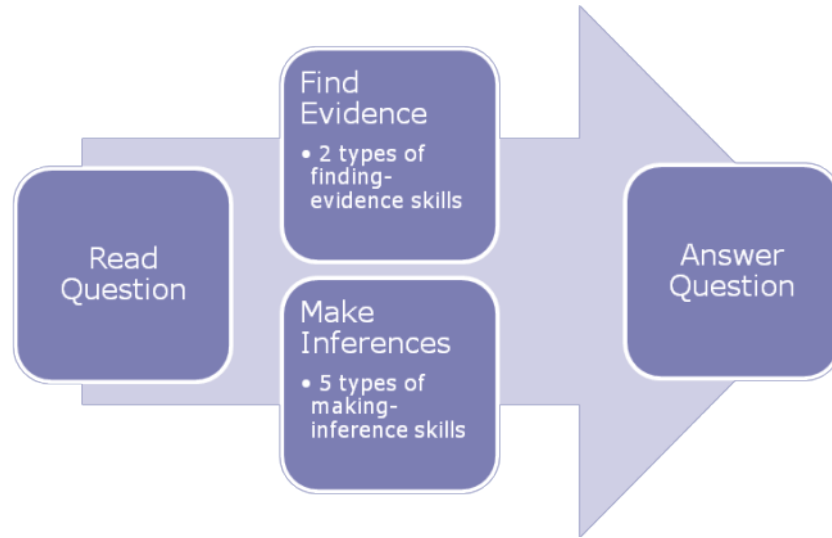 Read
Question
Find
Evidence
• 2 types of
finding-
evidence skills
Make
Inferences
• 5 types of
making-
inference skills
Answer
Question